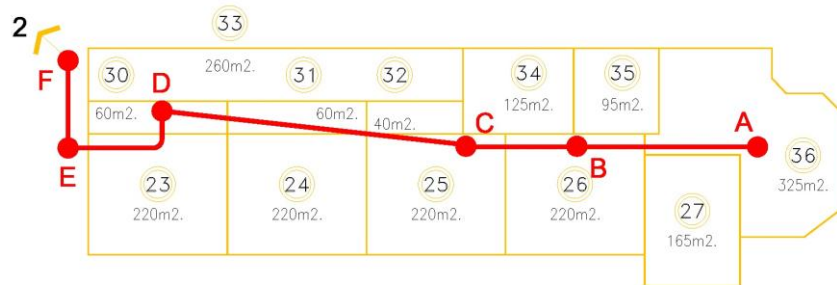 2
33
260m2.
30
31
32
34
125m2.
35
95m2.
F
D
60m2.
60m2.
40m2.
C
B
A
36
325m2.
E
23
220m2.
24
220m2.
25
220m2.
26
220m2.
27
165m2.